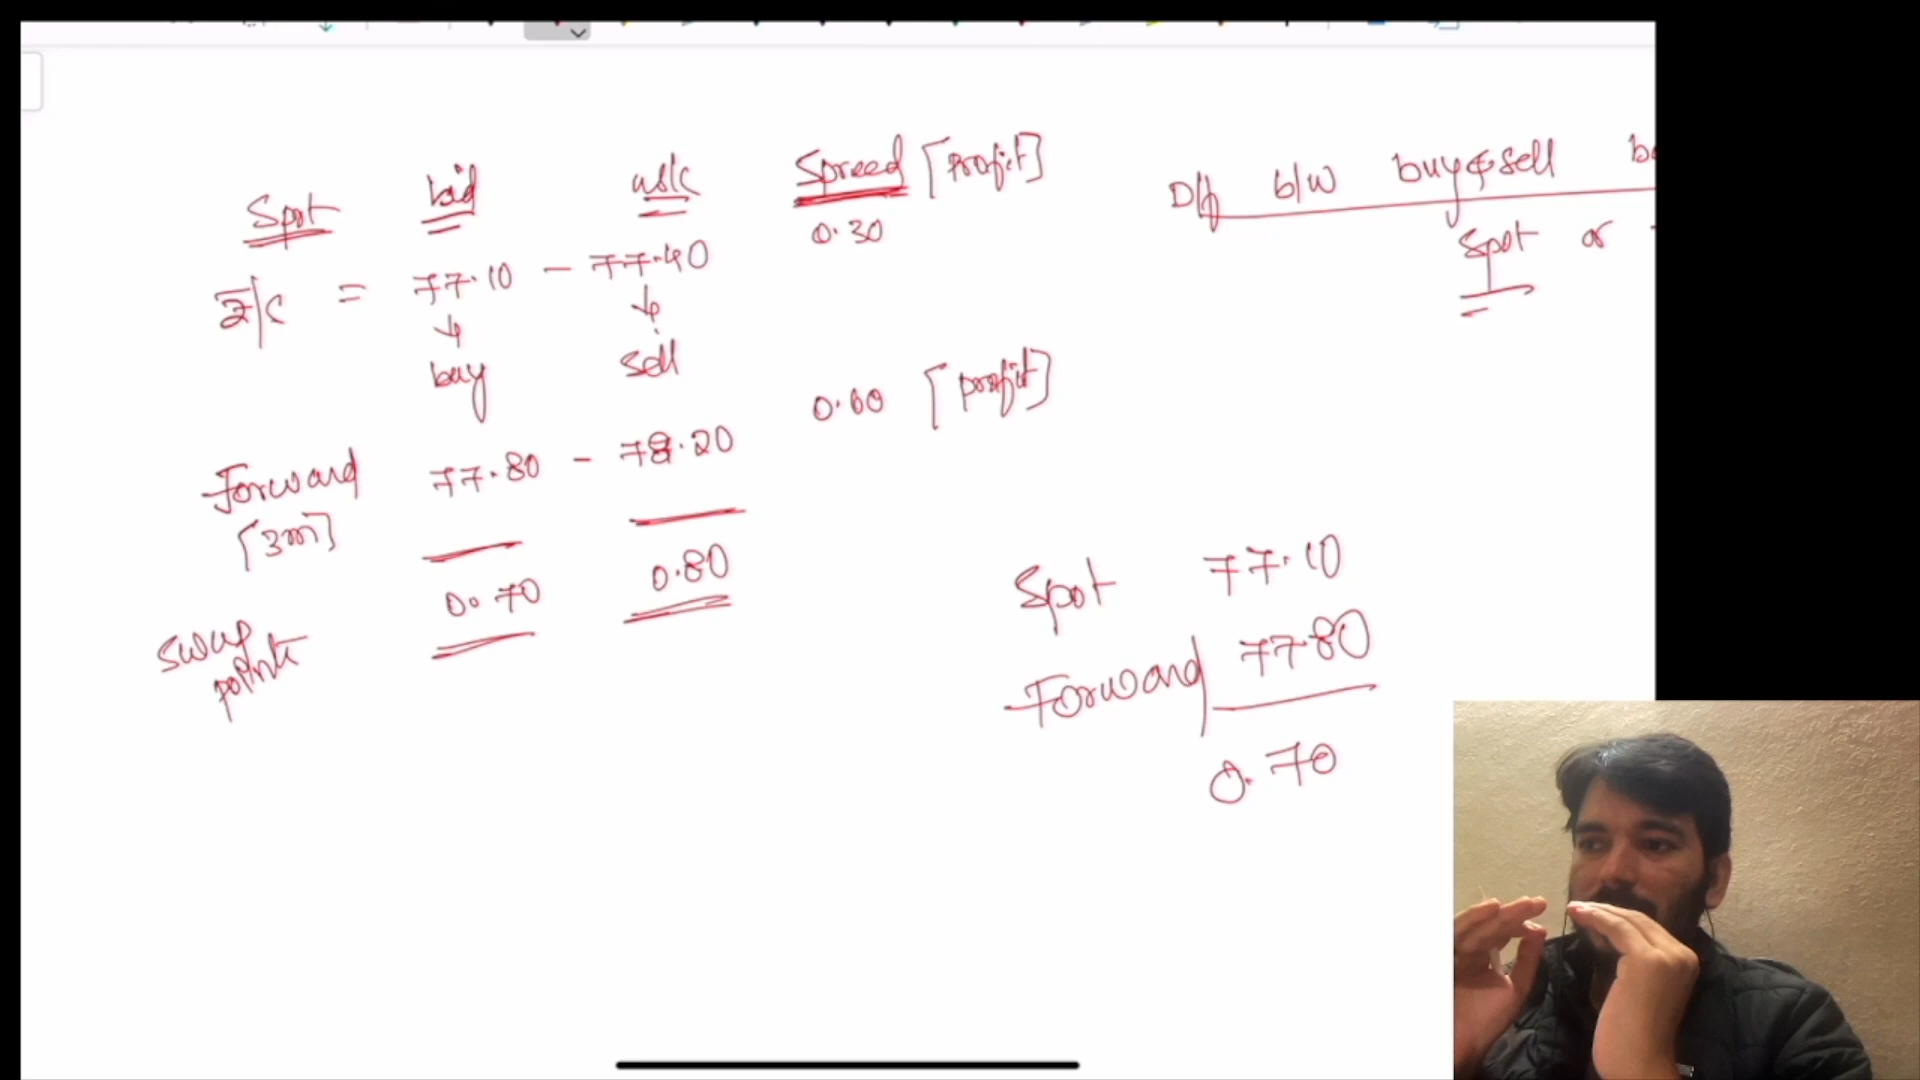 Spot bid ask Spread [Profit]
₹/$ = 77.10 - 77.40 0.30
buy sell
Forward 77.80 - 78.20 0.60 [profit]
[3m]
swap 0.70 0.80
points
Diff b/w buy & sell
Spot or
Spot 77.10
Forward 77.80
0.70